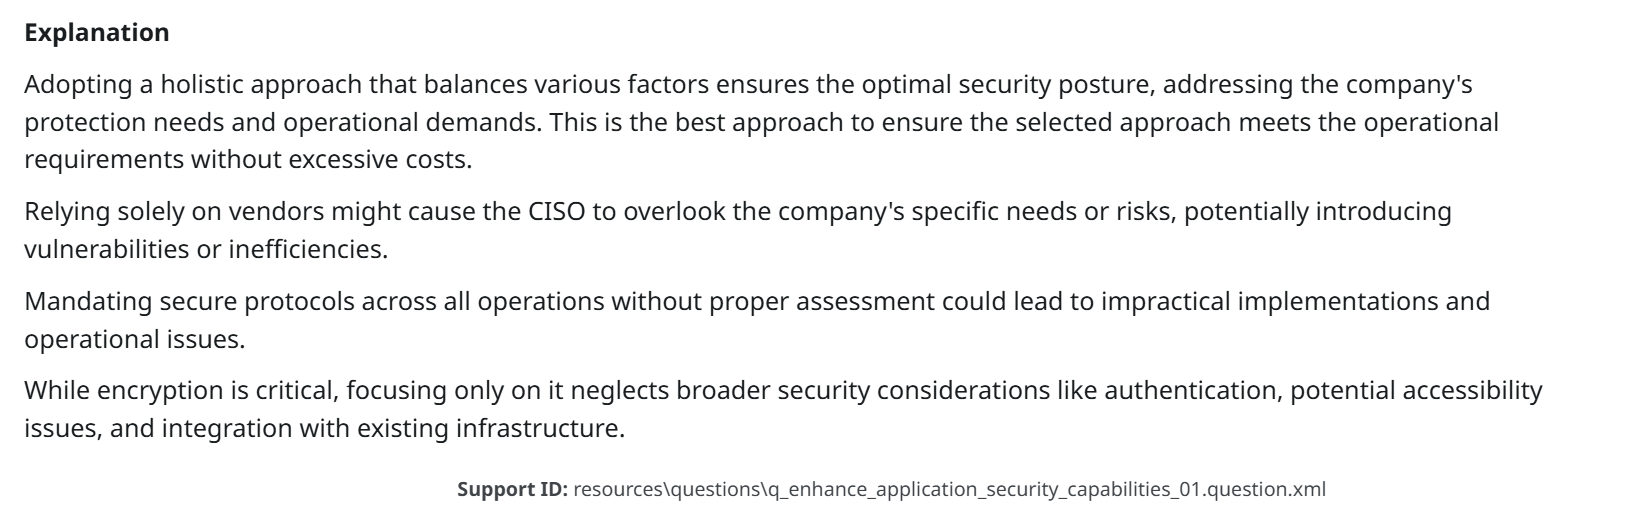 Explanation
Adopting a holistic approach that balances various factors ensures the optimal security posture, addressing the company's
protection needs and operational demands. This is the best approach to ensure the selected approach meets the operational
requirements without excessive costs.
Relying solely on vendors might cause the CISO to overlook the company's specific needs or risks, potentially introducing
vulnerabilities or inefficiencies.
Mandating secure protocols across all operations without proper assessment could lead to impractical implementations and
operational issues.
While encryption is critical, focusing only on it neglects broader security considerations like authentication, potential accessibility
issues, and integration with existing infrastructure.
Support ID: resources\questions\q_enhance_application_security_capabilities_01.question.xml